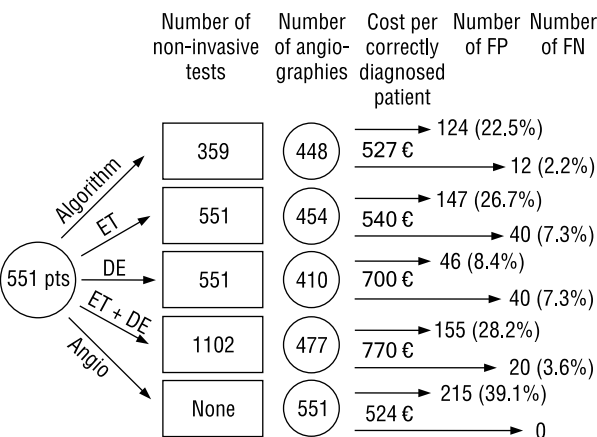 Number of non-invasive tests
Number of angio- graphies
Cost per correctly diagnosed patient
Number of FP
Number of FN
551 pts
Algorithm
359
448
527 €
124 (22.5%)
12 (2.2%)
ET
551
454
540 €
147 (26.7%)
40 (7.3%)
DE
551
410
700 €
46 (8.4%)
40 (7.3%)
ET + DE
1102
477
770 €
155 (28.2%)
20 (3.6%)
Angio
None
551
524 €
215 (39.1%)
0